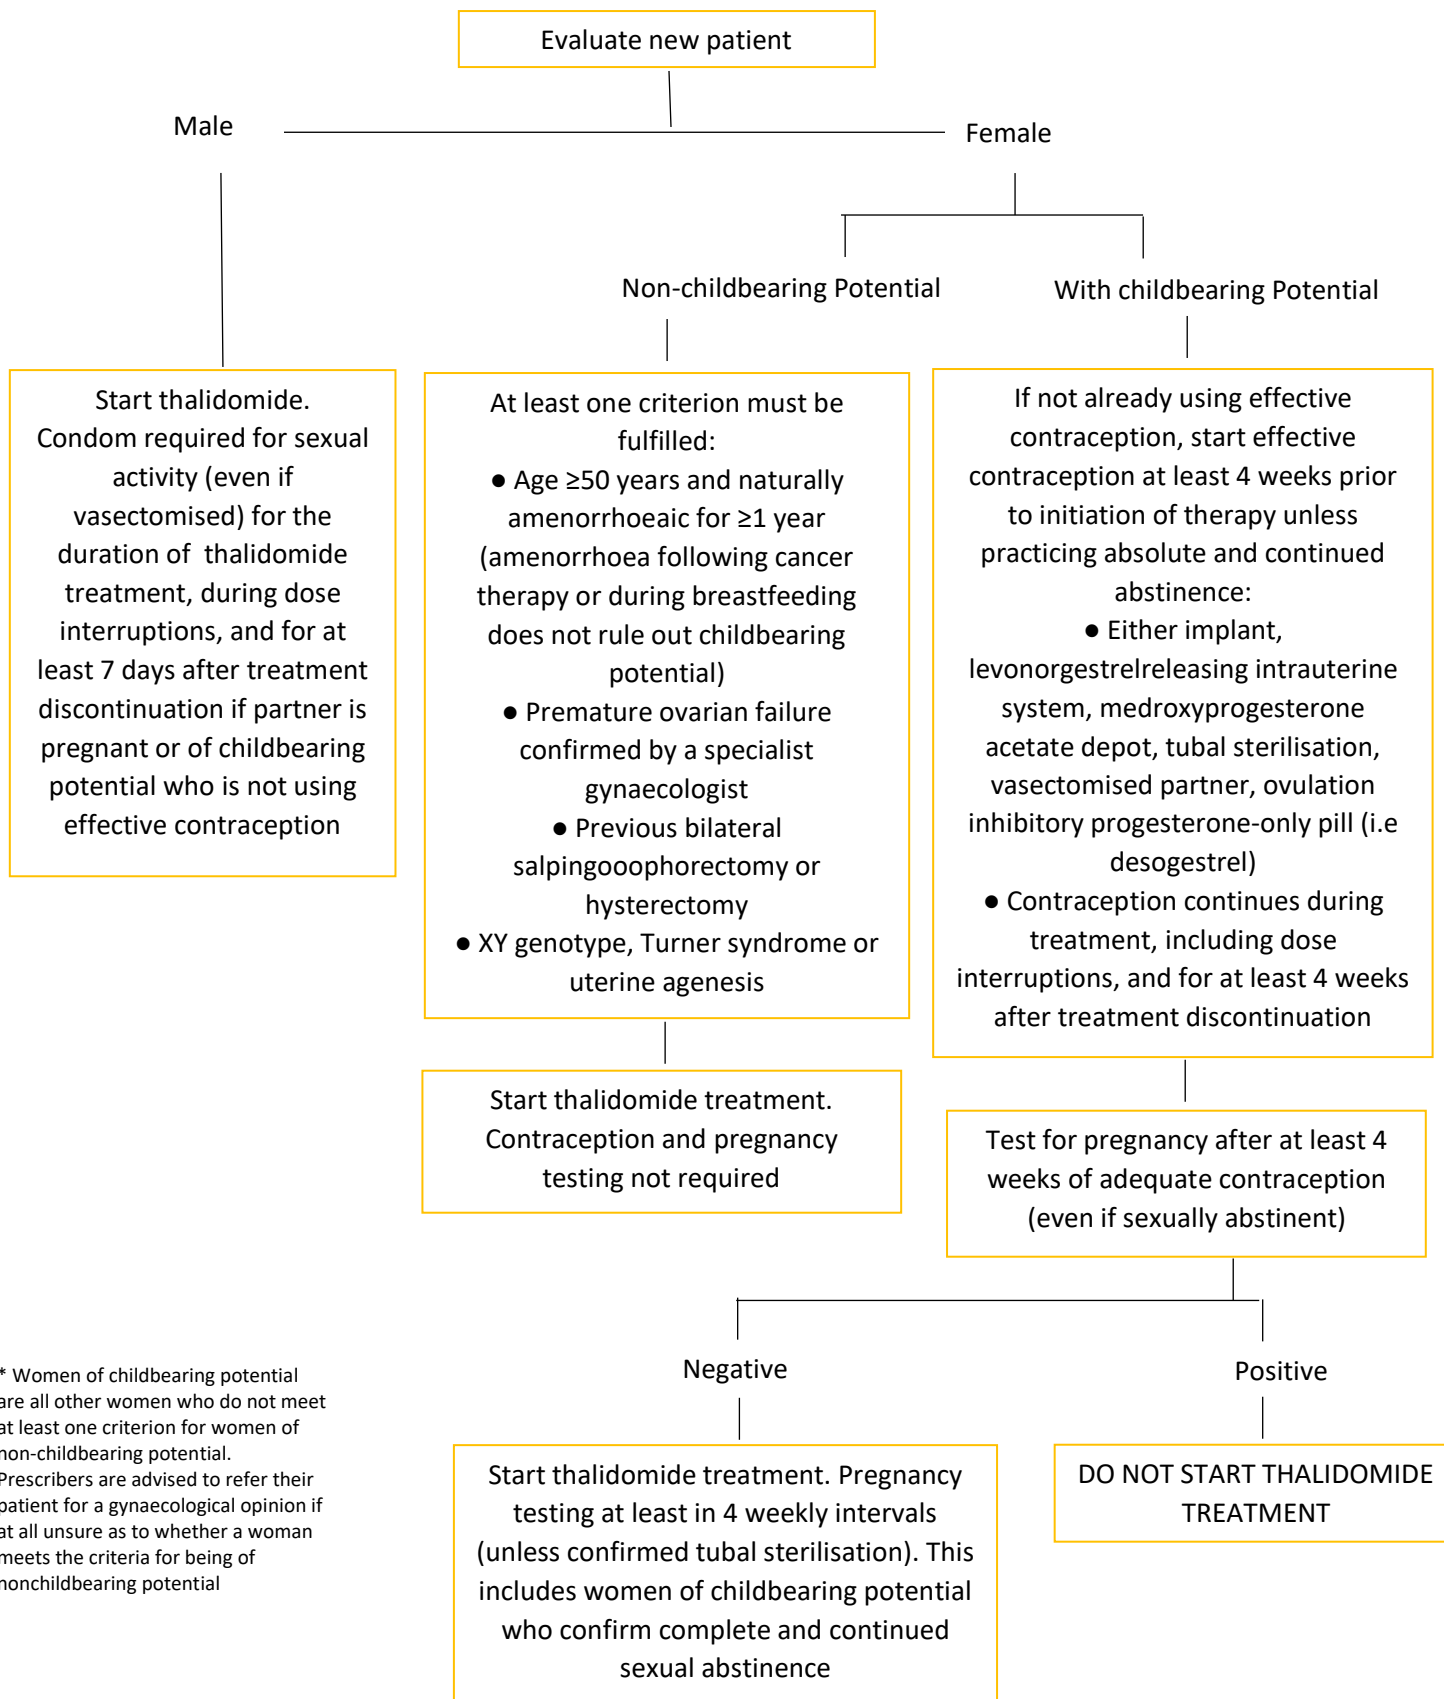 Evaluate new patient
Male
Female
Non-childbearing Potential
With childbearing Potential
Start thalidomide.
Condom required for sexual
activity (even if
vasectomised) for the
duration of thalidomide
treatment, during dose
interruptions, and for at
least 7 days after treatment
discontinuation if partner is
pregnant or of childbearing
potential who is not using
effective contraception
At least one criterion must be
fulfilled:
● Age ≥50 years and naturally
amenorrhoeaic for ≥1 year
(amenorrhoea following cancer
therapy or during breastfeeding
does not rule out childbearing
potential)
● Premature ovarian failure
confirmed by a specialist
gynaecologist
● Previous bilateral
salpingooophorectomy or
hysterectomy
● XY genotype, Turner syndrome or
uterine agenesis
If not already using effective
contraception, start effective
contraception at least 4 weeks prior
to initiation of therapy unless
practicing absolute and continued
abstinence:
● Either implant,
levonorgestrelreleasing intrauterine
system, medroxyprogesterone
acetate depot, tubal sterilisation,
vasectomised partner, ovulation
inhibitory progesterone-only pill (i.e
desogestrel)
● Contraception continues during
treatment, including dose
interruptions, and for at least 4 weeks
after treatment discontinuation
Start thalidomide treatment.
Contraception and pregnancy
testing not required
Test for pregnancy after at least 4
weeks of adequate contraception
(even if sexually abstinent)
Negative
Positive
* Women of childbearing potential
are all other women who do not meet
at least one criterion for women of
non-childbearing potential.
Prescribers are advised to refer their
patient for a gynaecological opinion if
at all unsure as to whether a woman
meets the criteria for being of
nonchildbearing potential
Start thalidomide treatment. Pregnancy
testing at least in 4 weekly intervals
(unless confirmed tubal sterilisation). This
includes women of childbearing potential
who confirm complete and continued
sexual abstinence
DO NOT START THALIDOMIDE
TREATMENT